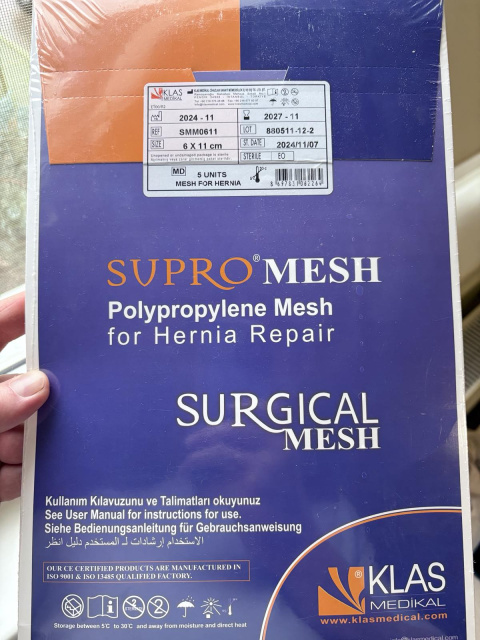 KLAS
MEDİKAL
2024 - 11
2027 - 11
REF
SMM0611
LOT
880511-12-2
SIZE
6 X 11 cm
ST. DATE
2024/11/07
STERILE
EO
MD
5 UNITS
MESH FOR HERNIA
SUPRO® MESH
Polypropylene Mesh
for Hernia Repair
SURGICAL
MESH
Kullanım Kılavuzunu ve Talimatları okuyunuz
See User Manual for instructions for use.
Siehe Bedienungsanleitung für Gebrauchsanweisung
الاستخدام إرشادات لـ المستخدم دليل انظر
OUR CE CERTIFIED PRODUCTS ARE MANUFACTURED IN
ISO 9001 & ISO 13485 QUALIFIED FACTORY.
Storage between 5°C to 30°C and away from moisture and direct heat
® KLAS
MEDİKAL
www.klasmedical.com